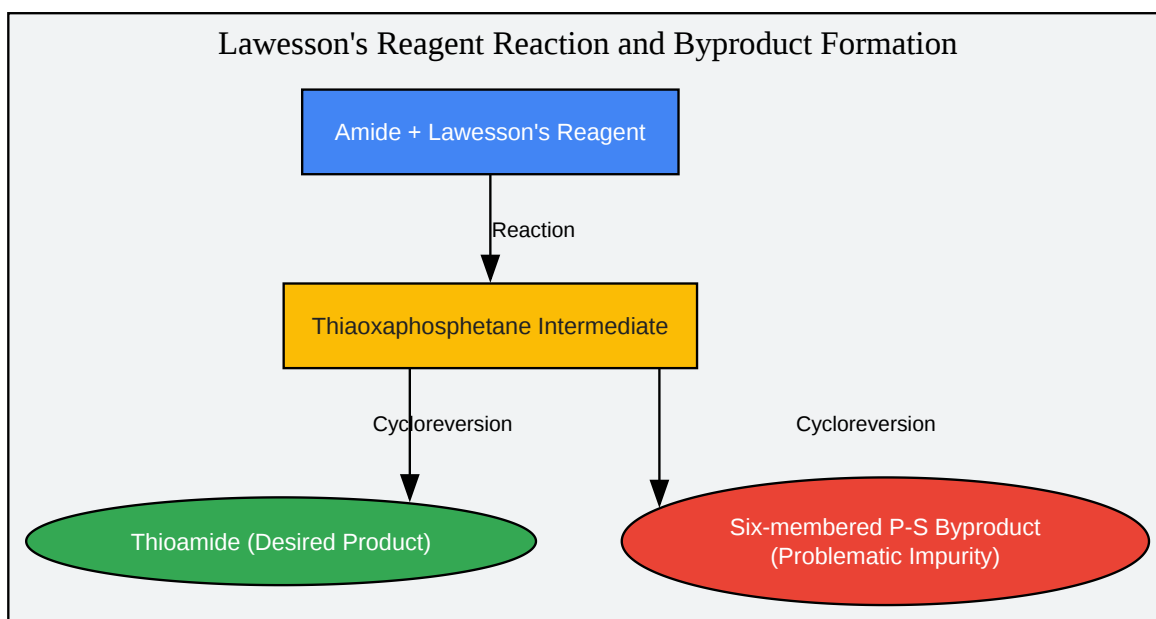 Lawesson's Reagent Reaction and Byproduct Formation
Amide + Lawesson's Reagent
Reaction
Thiaoxaphosphetane Intermediate
Cycloreversion
Cycloreversion
Thioamide (Desired Product)
Six-membered P-S Byproduct
(Problematic Impurity)